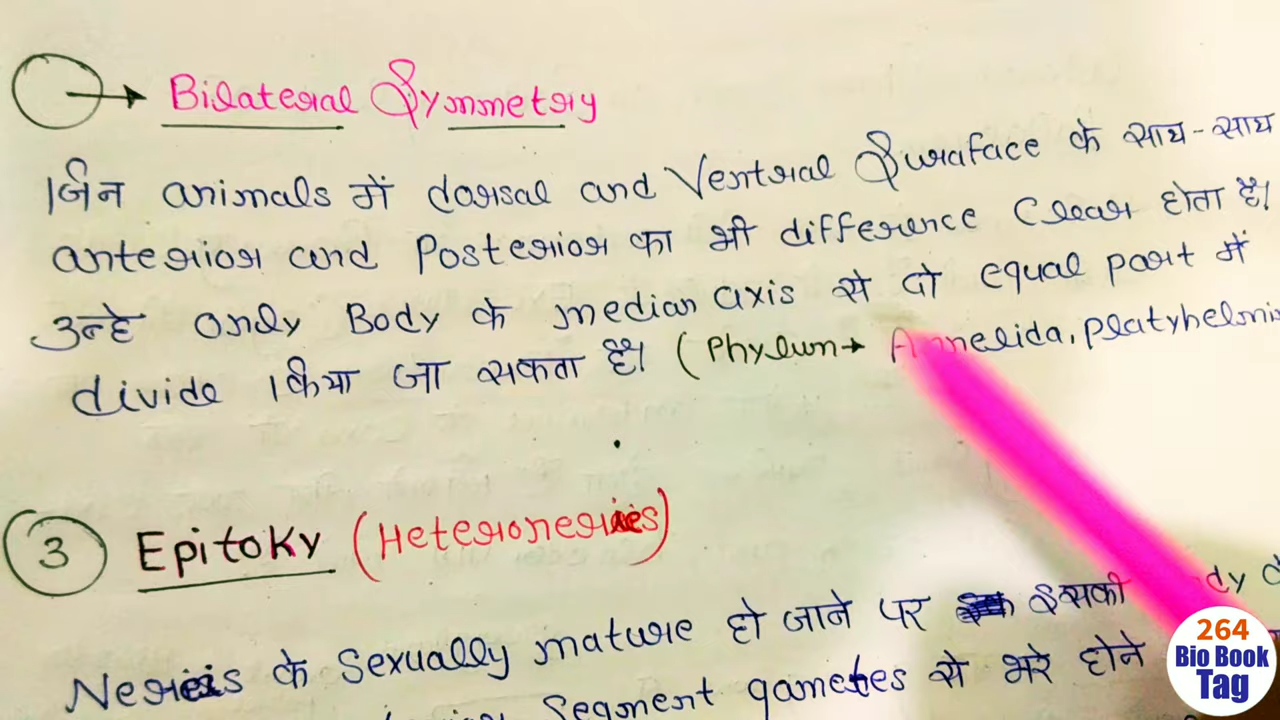 Bilateral Symmetry
जिन animals में dorsal and Ventral Surface के साथ-साथ
anterior and Posterior का भी difference Clear होता है।
उन्हे only Body के median axis से दो equal part में
divide किया जा सकता है। (Phylum→ Annelida, Platyhelmi
3 Epitoky (Heteronereis)
Nereis के Sexually mature हो जाने पर इसकी
Segment gametes से भरे होने
264
Bio Book
Tag